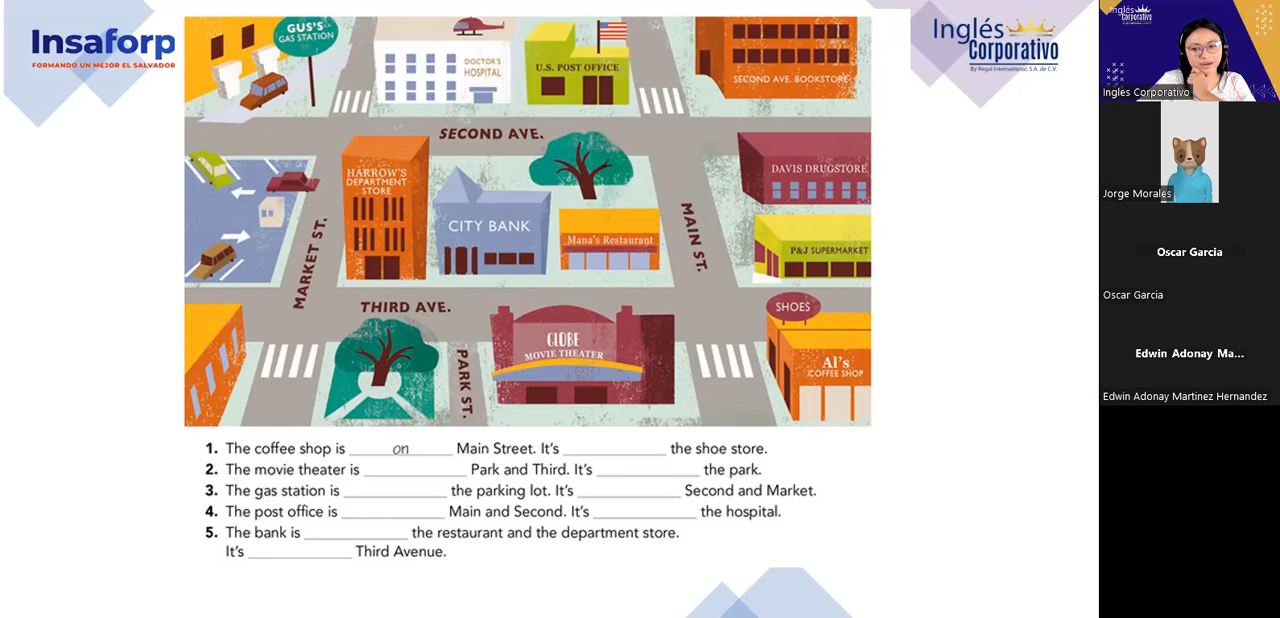 Insaforp
FORMANDO UN MEJOR EL SALVADOR
GUS'S
GAS STATION
DOCTOR'S
HOSPITAL
U.S. POST OFFICE
SECOND AVE. BOOKSTORE
Inglés
Corporativo
By Regal International, S.A. de C.V.
SECOND AVE.
HARROW'S
DEPARTMENT
STORE
CITY BANK
Mana's Restaurant
DAVIS DRUGSTORE
P&J SUPERMARKET
MARKET ST.
MAIN ST.
THIRD AVE.
GLOBE
MOVIE THEATER
PARK ST.
SHOES
Al's
COFFEE SHOP
1. The coffee shop is on Main Street. It's the shoe store.
2. The movie theater is Park and Third. It's the park.
3. The gas station is the parking lot. It's Second and Market.
4. The post office is Main and Second. It's the hospital.
5. The bank is the restaurant and the department store.
It's Third Avenue.
Inglés
Corporativo
Ingles Corporativo
Jorge Morales
Oscar Garcia
Oscar Garcia
Edwin Adonay Ma...
Edwin Adonay Martinez Hernandez